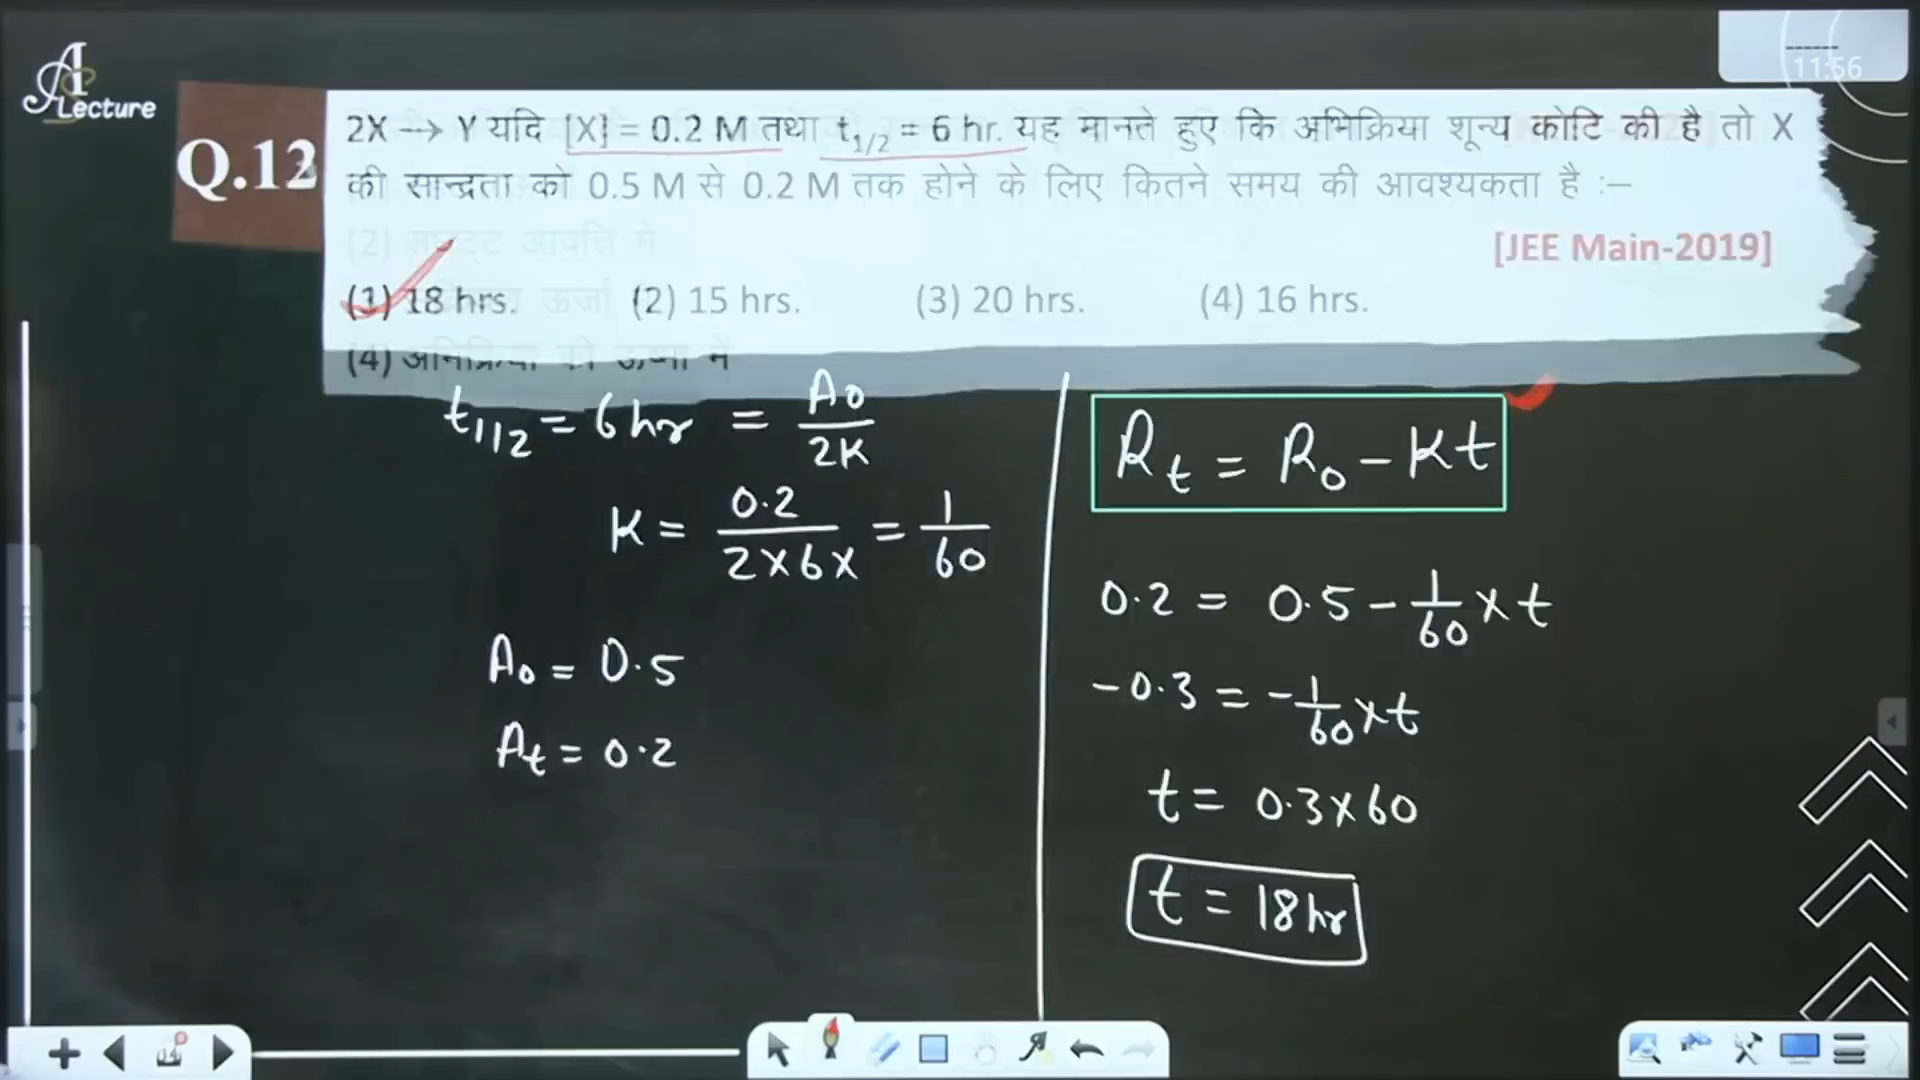 AS Lecture
11:56
Q.12
2X → Y यदि [X] = 0.2 M तथा t1/2 = 6 hr. यह मानते हुए कि अभिक्रिया शून्य कोटि की है तो X
की सान्द्रता को 0.5 M से 0.2 M तक होने के लिए कितने समय की आवश्यकता है :–
[JEE Main-2019]
(1) 18 hrs. (2) 15 hrs. (3) 20 hrs. (4) 16 hrs.
t1/2 = 6 hr = A0/2K
K = 0.2/2×6× = 1/60
A0 = 0.5
At = 0.2
Rt = R0 - Kt
0.2 = 0.5 - 1/60 × t
-0.3 = -1/60 × t
t = 0.3 × 60
t = 18 hr